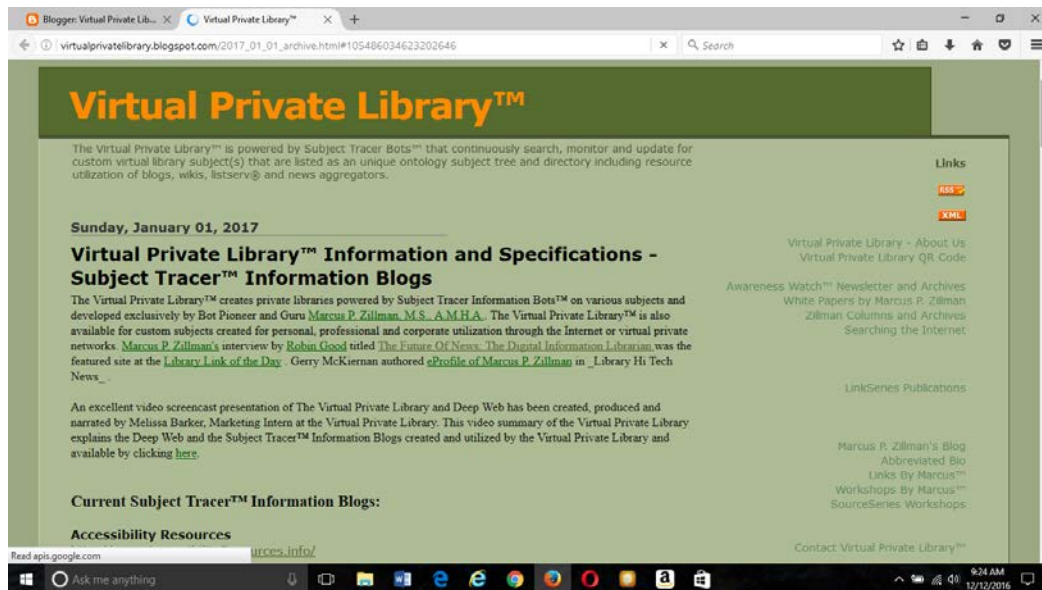 Blogger: Virtual Private Lib...
Virtual Private Library™
virtualprivatelibrary.blogspot.com/2017_01_01_archive.html#105486034623202646
Search
Virtual Private Library™
The Virtual Private Library™ is powered by Subject Tracer Bots™ that continuously search, monitor and update for
custom virtual library subject(s) that are listed as an unique ontology subject tree and directory including resource
utilization of blogs, wikis, listserv® and news aggregators.
Sunday, January 01, 2017
Virtual Private Library™ Information and Specifications -
Subject Tracer™ Information Blogs
The Virtual Private Library™ creates private libraries powered by Subject Tracer Information Bots™ on various subjects and
developed exclusively by Bot Pioneer and Guru Marcus P. Zillman, M.S., A.M.H.A.. The Virtual Private Library™ is also
available for custom subjects created for personal, professional and corporate utilization through the Internet or virtual private
networks. Marcus P. Zillman's interview by Robin Good titled The Future Of News: The Digital Information Librarian was the
featured site at the Library Link of the Day . Gerry McKiernan authored eProfile of Marcus P. Zillman in _Library Hi Tech
News_ .
An excellent video screencast presentation of The Virtual Private Library and Deep Web has been created, produced and
narrated by Melissa Barker, Marketing Intern at the Virtual Private Library. This video summary of the Virtual Private Library
explains the Deep Web and the Subject Tracer™ Information Blogs created and utilized by the Virtual Private Library and
available by clicking here.
Current Subject Tracer™ Information Blogs:
Accessibility Resources
urces.info/
Links
RSS
XML
Virtual Private Library - About Us
Virtual Private Library QR Code
Awareness Watch™ Newsletter and Archives
White Papers by Marcus P. Zillman
Zillman Columns and Archives
Searching the Internet
LinkSeries Publications
Marcus P. Zillman's Blog
Abbreviated Bio
Links By Marcus™
Workshops By Marcus™
SourceSeries Workshops
Contact Virtual Private Library™
Read apis.google.com
Ask me anything
9:24 AM
12/12/2016